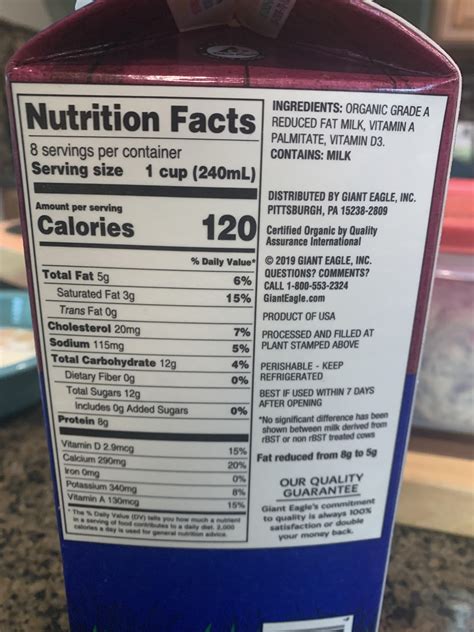 Nutrition Facts
8 servings per container
Serving size 1 cup (240mL)
Amount per serving
Calories 120
% Daily Value*
Total Fat 5g 6%
Saturated Fat 3g 15%
Trans Fat 0g
Cholesterol 20mg 7%
Sodium 115mg 5%
Total Carbohydrate 12g 4%
Dietary Fiber 0g 0%
Total Sugars 12g
Includes 0g Added Sugars 0%
Protein 8g
Vitamin D 2.9mcg 15%
Calcium 290mg 20%
Iron 0mg 0%
Potassium 340mg 8%
Vitamin A 130mcg 15%
*The % Daily Value (DV) tells you how much a nutrient
in a serving of food contributes to a daily diet. 2,000
calories a day is used for general nutrition advice.
INGREDIENTS: ORGANIC GRADE A
REDUCED FAT MILK, VITAMIN A
PALMITATE, VITAMIN D3.
CONTAINS: MILK
DISTRIBUTED BY GIANT EAGLE, INC.
PITTSBURGH, PA 15238-2809
Certified Organic by Quality
Assurance International
© 2019 GIANT EAGLE, INC.
QUESTIONS? COMMENTS?
CALL 1-800-553-2324
GiantEagle.com
PRODUCT OF USA
PROCESSED AND FILLED AT
PLANT STAMPED ABOVE
PERISHABLE - KEEP
REFRIGERATED
BEST IF USED WITHIN 7 DAYS
AFTER OPENING
*No significant difference has been
shown between milk derived from
rBST or non rBST treated cows
Fat reduced from 8g to 5g
OUR QUALITY
GUARANTEE
Giant Eagle's commitment
to quality is always 100%
satisfaction or double
your money back.